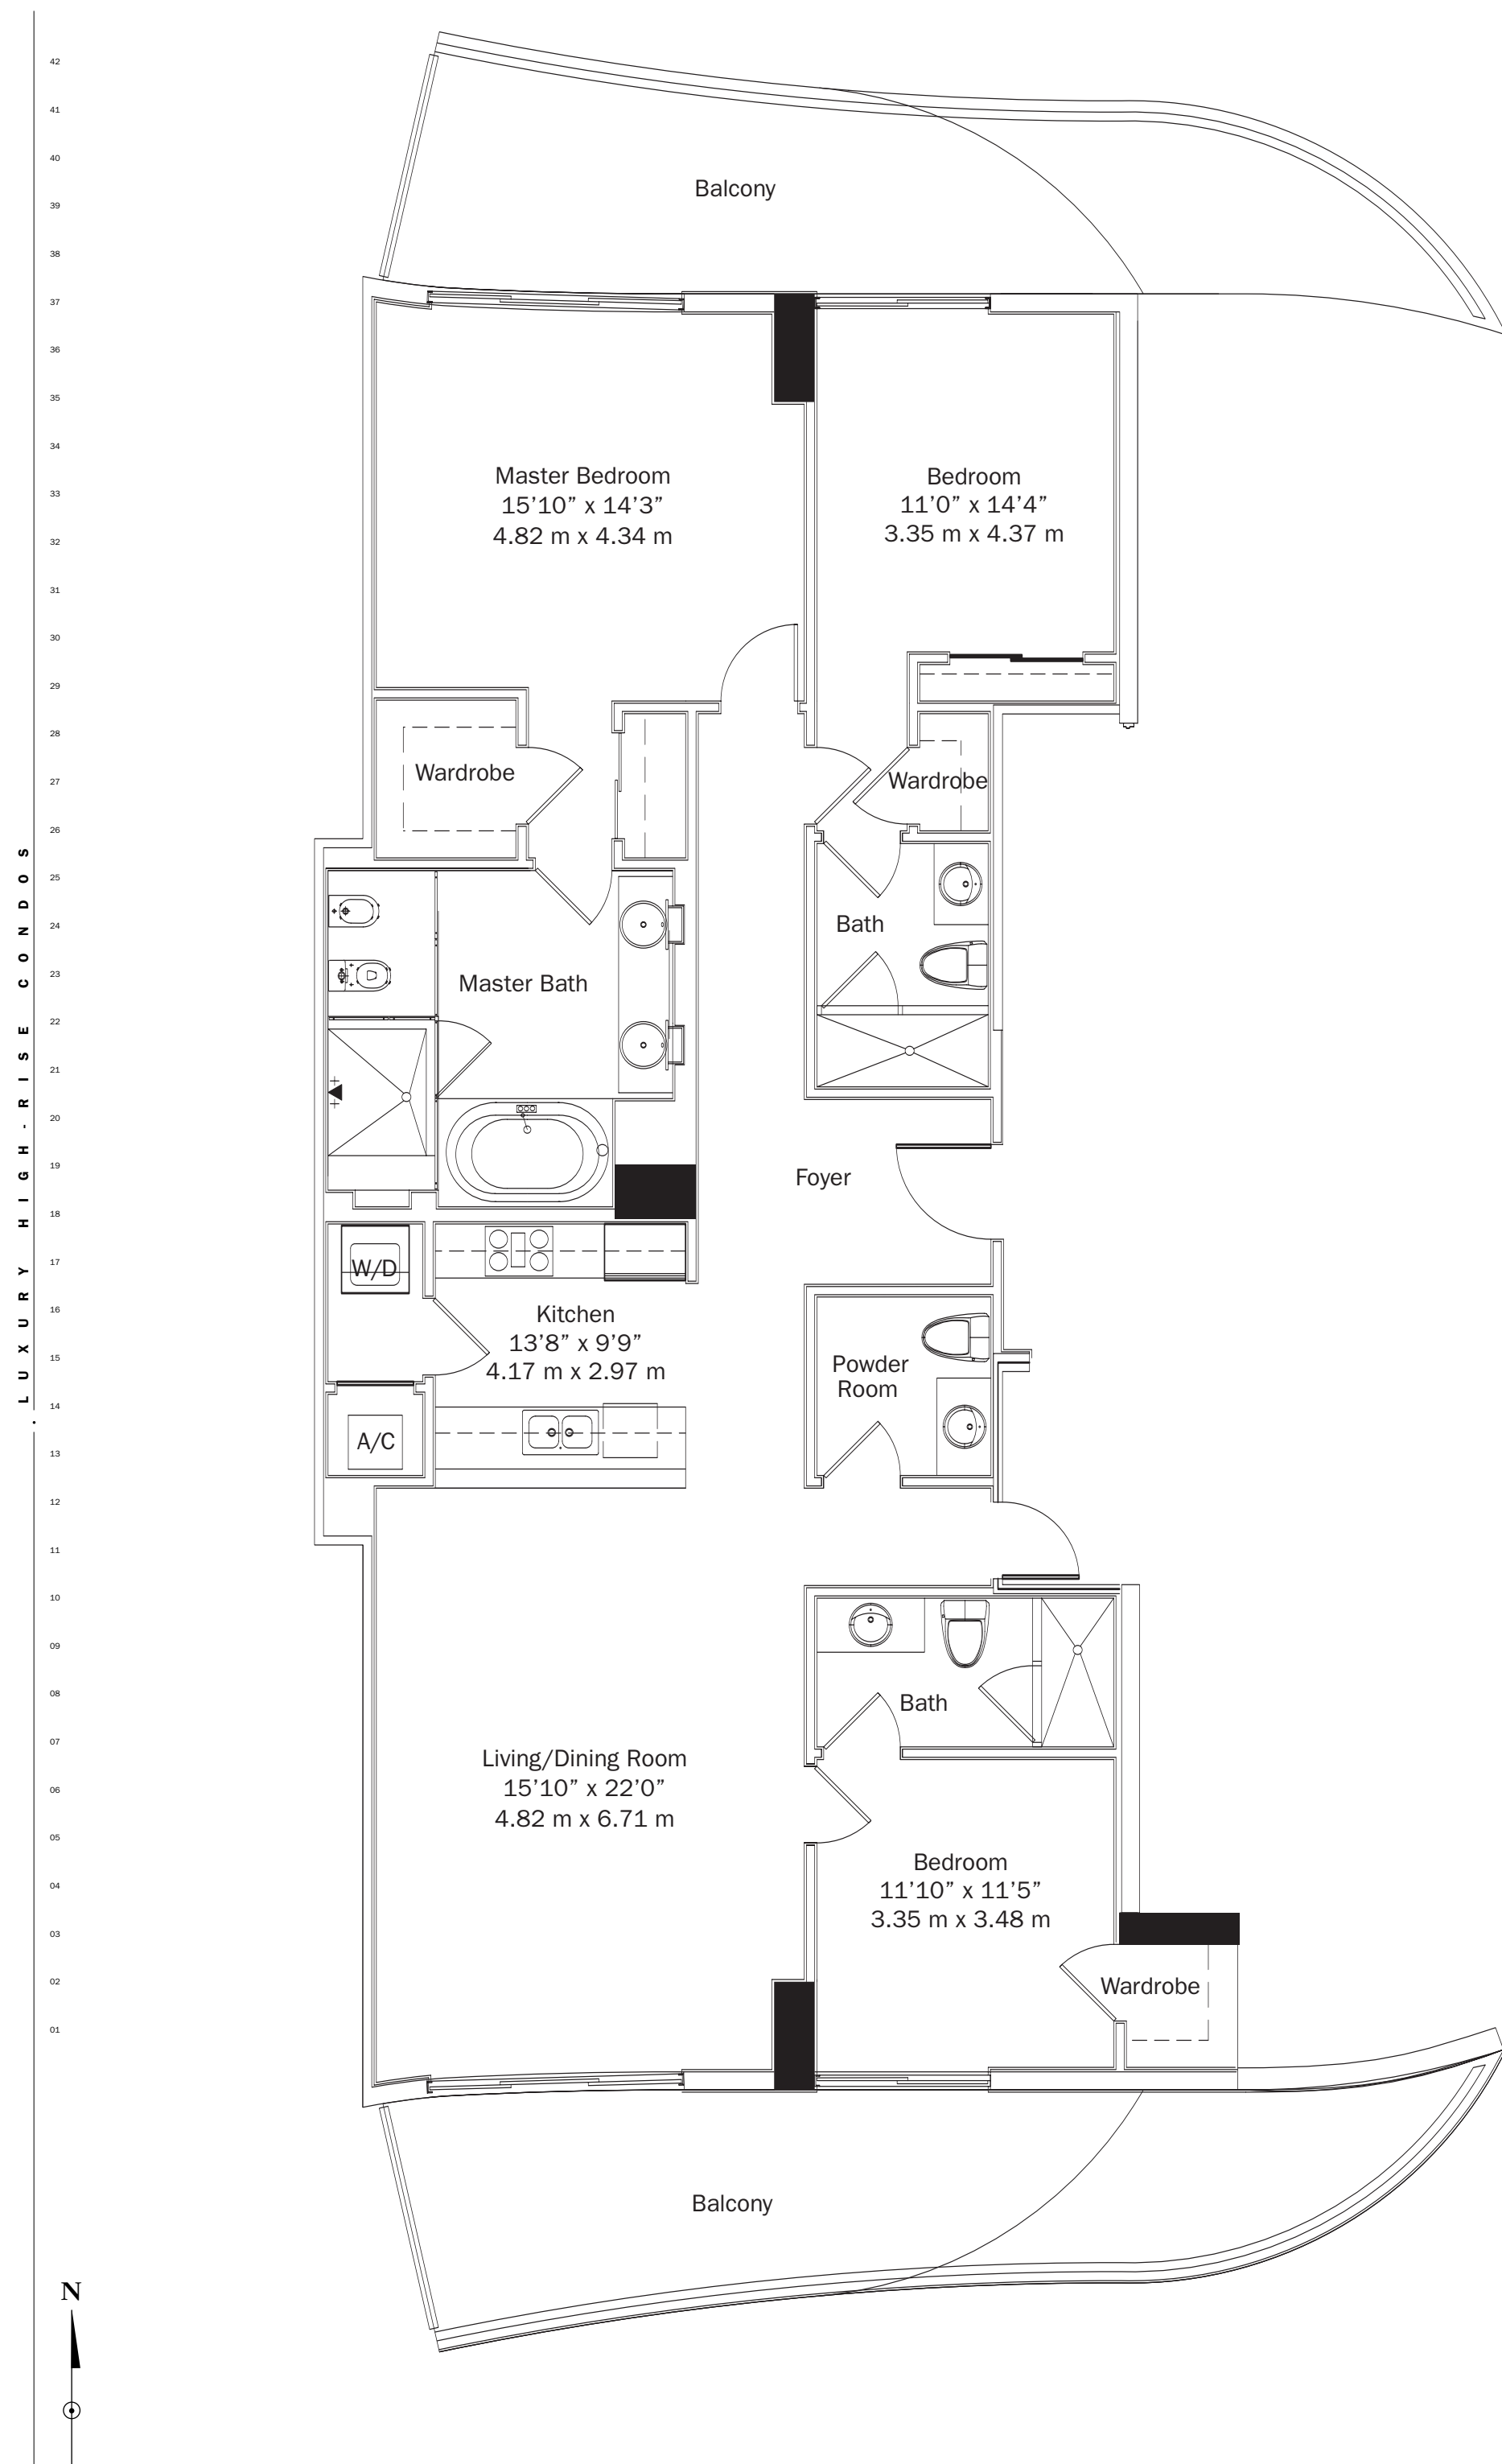 42
41
40
39
38
37
36
35
34
33
32
31
30
29
28
27
26
25
24
23
22
21
20
19
18
17
16
15
14
13
12
11
10
09
08
07
06
05
04
03
02
01
. LUXURY HIGH-RISE CONDOS
Balcony
Master Bedroom
15’10” x 14’3”
4.82 m x 4.34 m
Bedroom
11’0” x 14’4”
3.35 m x 4.37 m
Wardrobe
Wardrobe
Bath
Master Bath
Foyer
W/D
Kitchen
13’8” x 9’9”
4.17 m x 2.97 m
Powder
Room
A/C
Bath
Living/Dining Room
15’10” x 22’0”
4.82 m x 6.71 m
Bedroom
11’10” x 11’5”
3.35 m x 3.48 m
Wardrobe
Balcony
N